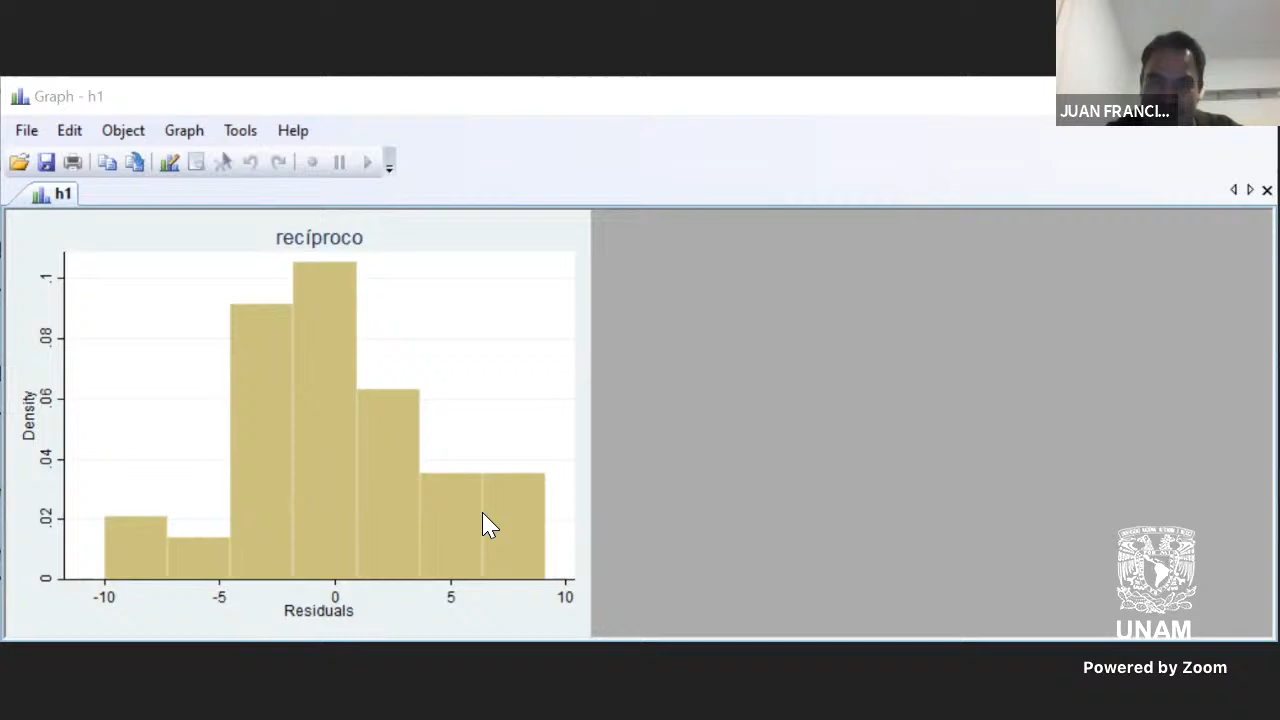 JUAN FRANCI...
Graph - h1
File Edit Object Graph Tools Help
h1
recíproco
Density
.1
.08
.06
.04
.02
0
-10 -5 0 5 10
Residuals
UNAM
Powered by Zoom